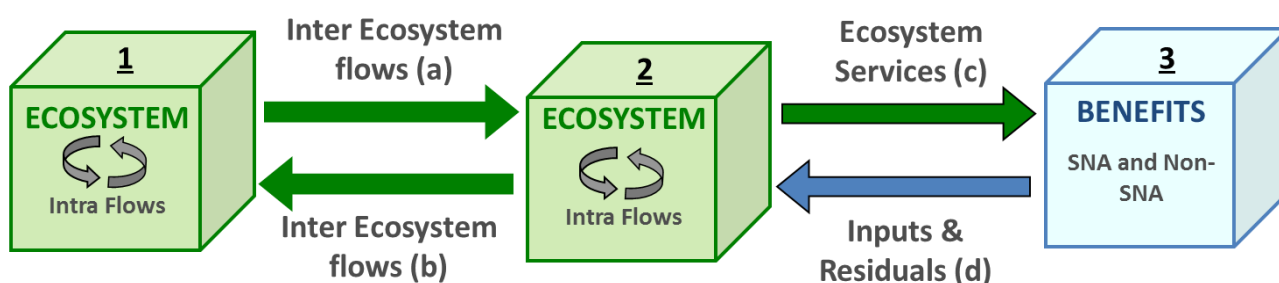 1
ECOSYSTEM
Intra Flows
Inter Ecosystem
flows (a)
Inter Ecosystem
flows (b)
2
ECOSYSTEM
Intra Flows
Ecosystem
Services (c)
Inputs &
Residuals (d)
3
BENEFITS
SNA and Non-
SNA